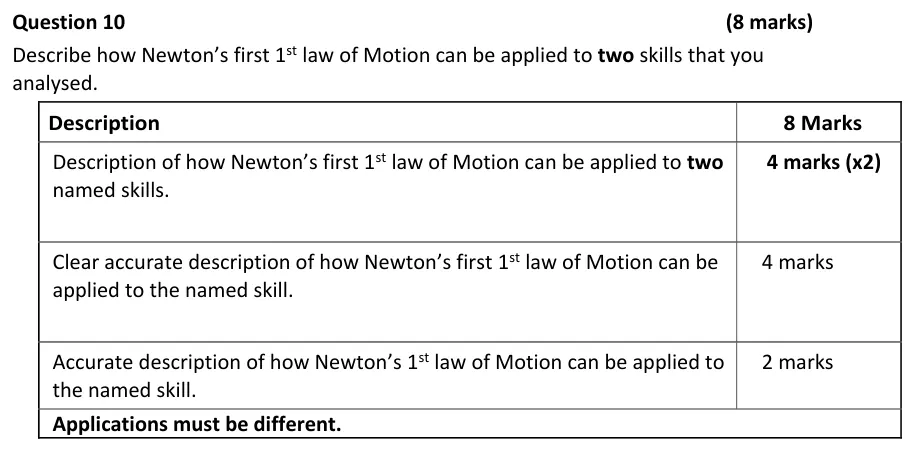 Question 10 (8 marks)
Describe how Newton’s first 1st law of Motion can be applied to two skills that you
analysed.
Description 8 Marks
Description of how Newton’s first 1st law of Motion can be applied to two 4 marks (x2)
named skills.
Clear accurate description of how Newton’s first 1st law of Motion can be 4 marks
applied to the named skill.
Accurate description of how Newton’s 1st law of Motion can be applied to 2 marks
the named skill.
Applications must be different.